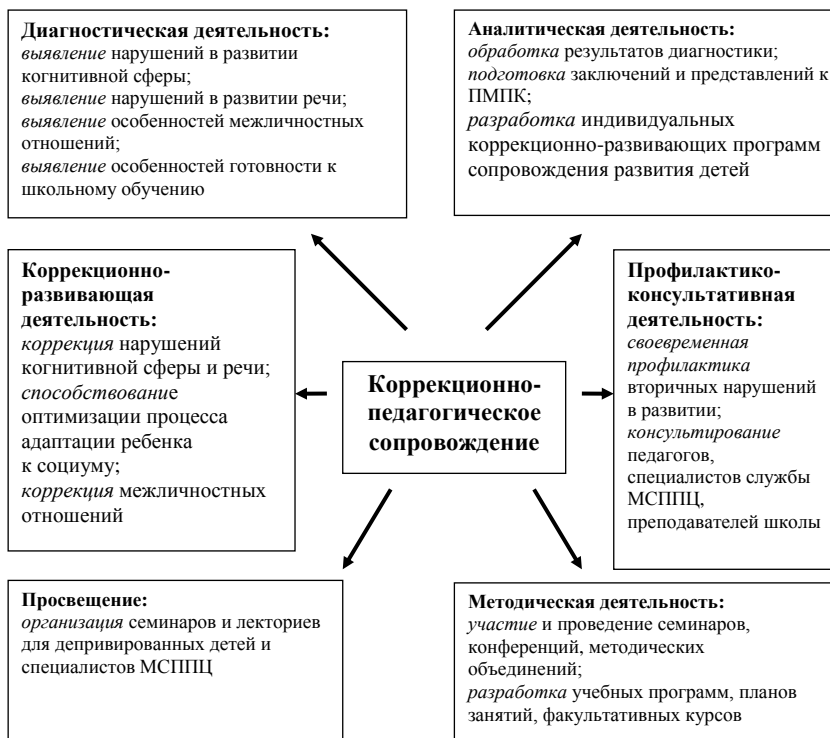 Диагностическая деятельность:
выявление нарушений в развитии
когнитивной сферы;
выявление нарушений в развитии речи;
выявление особенностей межличностных
отношений;
выявление особенностей готовности к
школьному обучению
Аналитическая деятельность:
обработка результатов диагностики;
подготовка заключений и представлений к
ПМПК;
разработка индивидуальных
коррекционно-развивающих программ
сопровождения развития детей
Коррекционно-
развивающая
деятельность:
коррекция нарушений
когнитивной сферы и речи;
способствование
оптимизации процесса
адаптации ребенка
к социуму;
коррекция межличностных
отношений
Коррекционно-
педагогическое
сопровождение
Профилактико-
консультативная
деятельность:
своевременная
профилактика
вторичных нарушений
в развитии;
консультирование
педагогов,
специалистов службы
МСППЦ,
преподавателей школы
Просвещение:
организация семинаров и лекториев
для депривированных детей и
специалистов МСППЦ
Методическая деятельность:
участие и проведение семинаров,
конференций, методических
объединений;
разработка учебных программ, планов
занятий, факультативных курсов